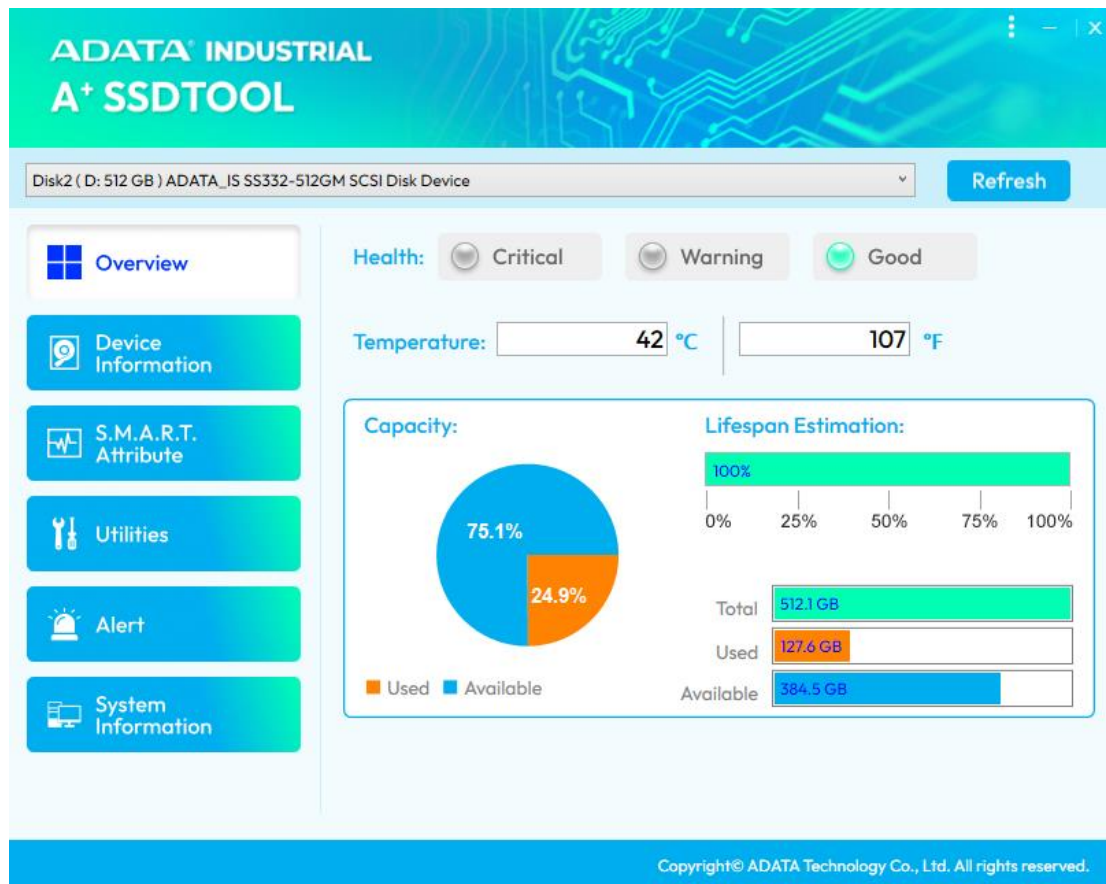 ADATA® INDUSTRIAL
A+ SSDTOOL
Disk2 ( D: 512 GB ) ADATA_IS SS332-512GM SCSI Disk Device
Refresh
Overview
Device
Information
S.M.A.R.T.
Attribute
Utilities
Alert
System
Information
Health: Critical Warning Good
Temperature: 42 °C 107 °F
Capacity:
75.1%
24.9%
Used Available
Lifespan Estimation:
100%
0% 25% 50% 75% 100%
Total 512.1 GB
Used 127.6 GB
Available 384.5 GB
Copyright© ADATA Technology Co., Ltd. All rights reserved.